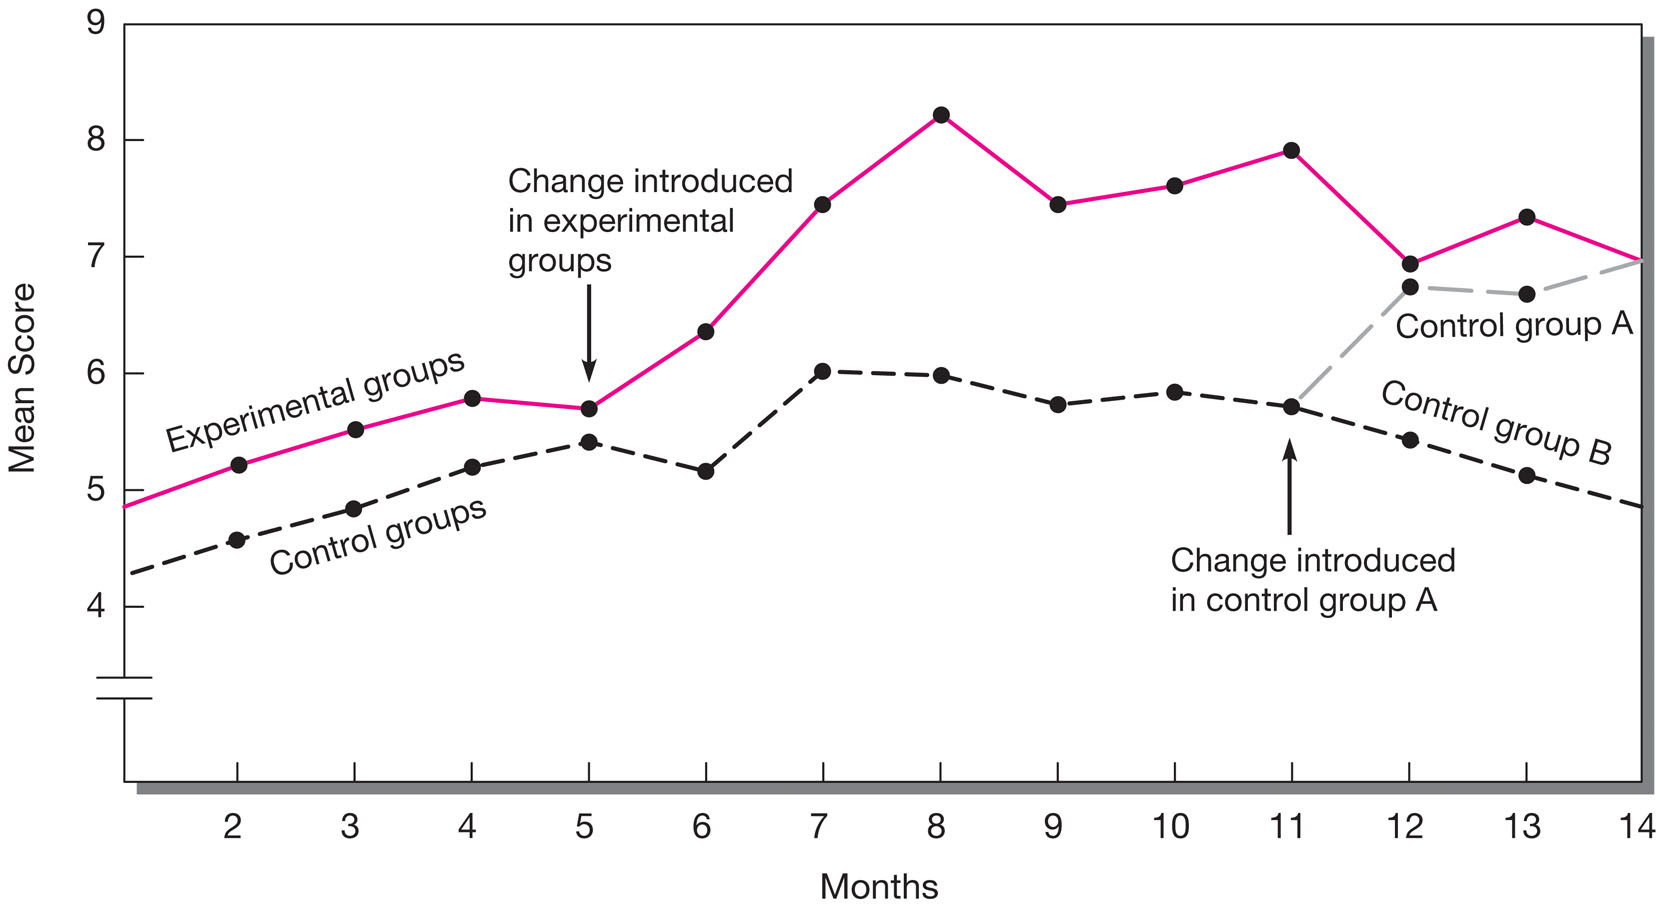 9
8
7
6
5
4
Mean Score
Change introduced
in experimental
groups
Experimental groups
Control groups
Control group A
Control group B
Change introduced
in control group A
2 3 4 5 6 7 8 9 10 11 12 13 14
Months